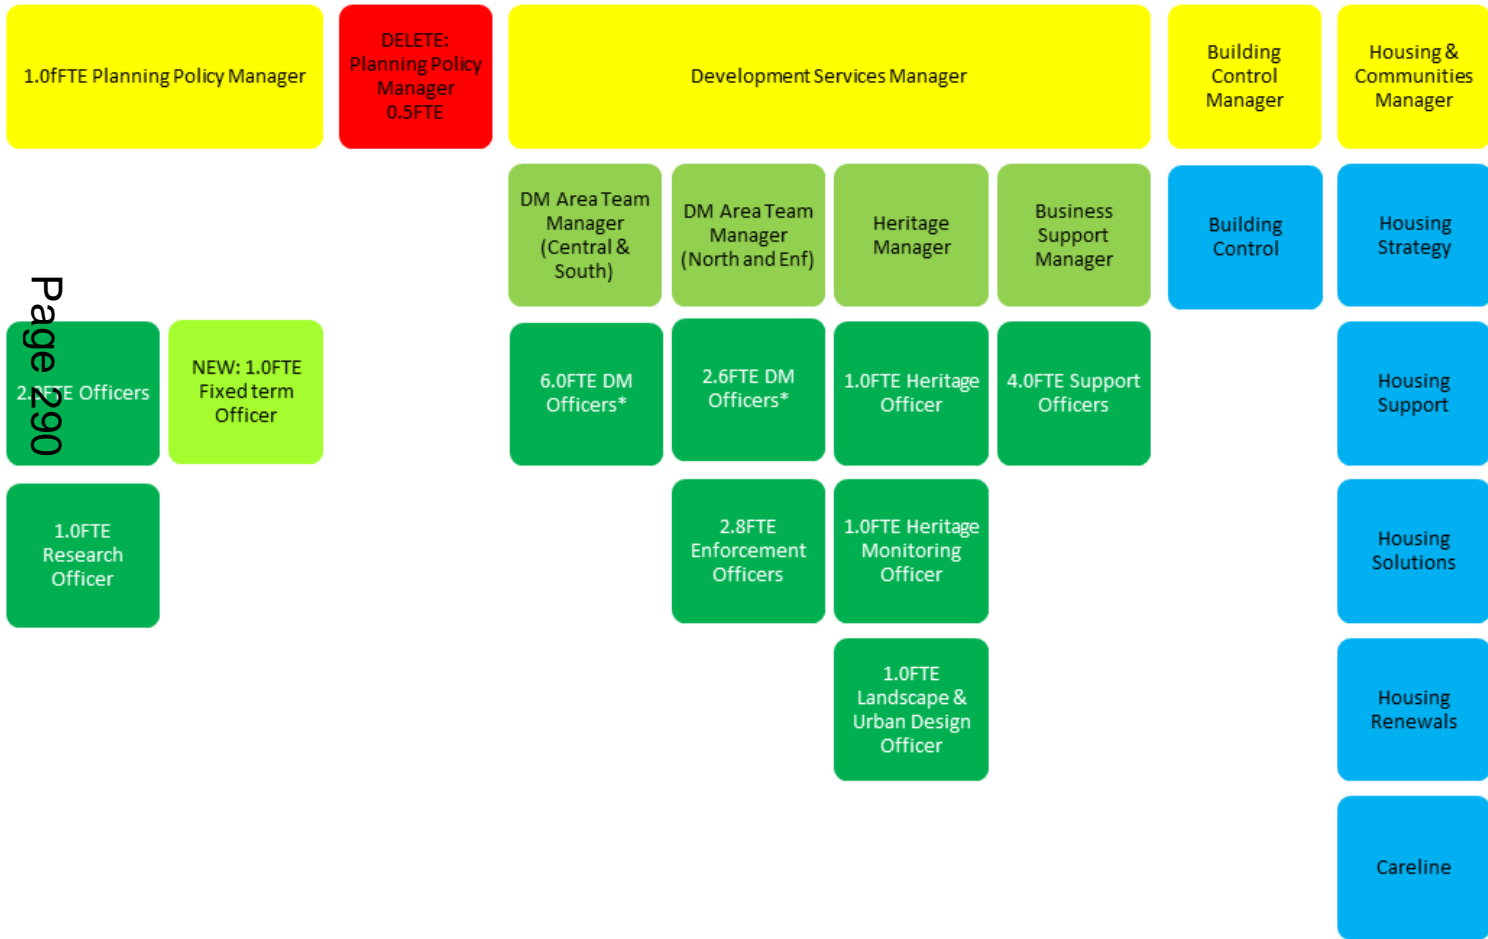 1.0fFTE Planning Policy Manager
DELETE:
Planning Policy
Manager
0.5FTE
Development Services Manager
Building
Control
Manager
Housing &
Communities
Manager
DM Area Team
Manager
(Central &
South)
DM Area Team
Manager
(North and Enf)
Heritage
Manager
Business
Support
Manager
Building
Control
Housing
Strategy
Page 290
Officers
NEW: 1.0FTE
Fixed term
Officer
6.0FTE DM
Officers*
2.6FTE DM
Officers*
1.0FTE Heritage
Officer
4.0FTE Support
Officers
Housing
Support
1.0FTE
Research
Officer
2.8FTE
Enforcement
Officers
1.0FTE Heritage
Monitoring
Officer
Housing
Solutions
1.0FTE
Landscape &
Urban Design
Officer
Housing
Renewals
Careline